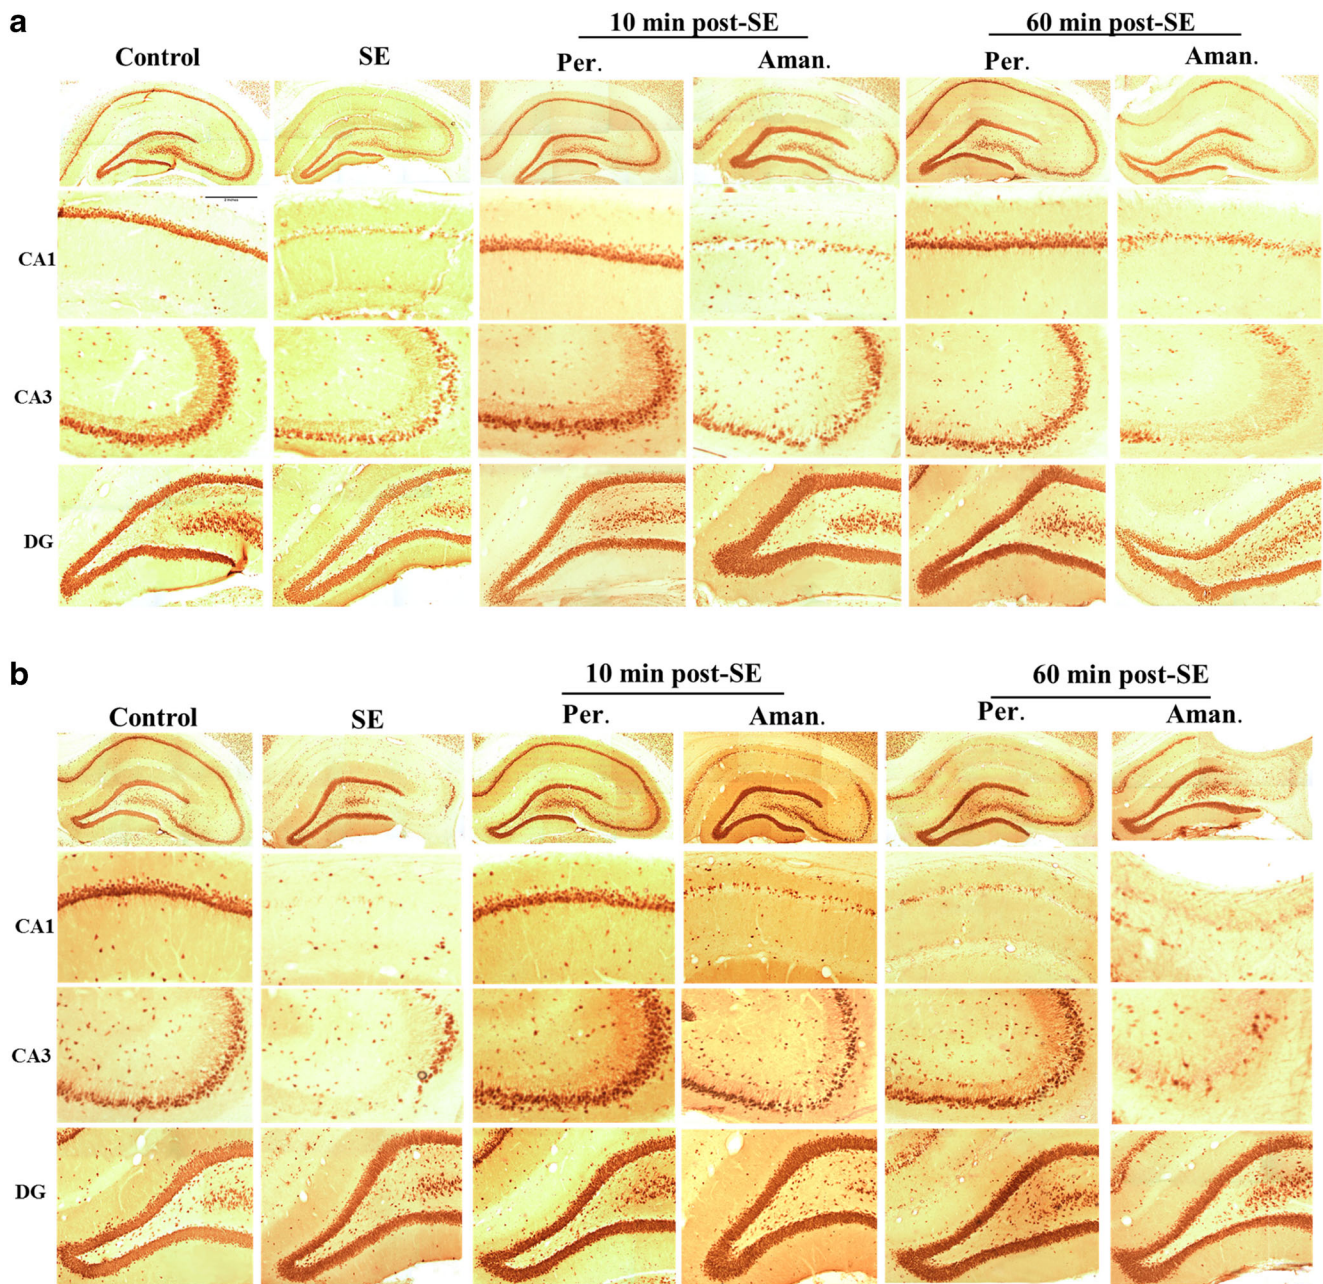 a
10 min post-SE 60 min post-SE
Control SE Per. Aman. Per. Aman.
CA1
CA3
DG
b
10 min post-SE 60 min post-SE
Control SE Per. Aman. Per. Aman.
CA1
CA3
DG